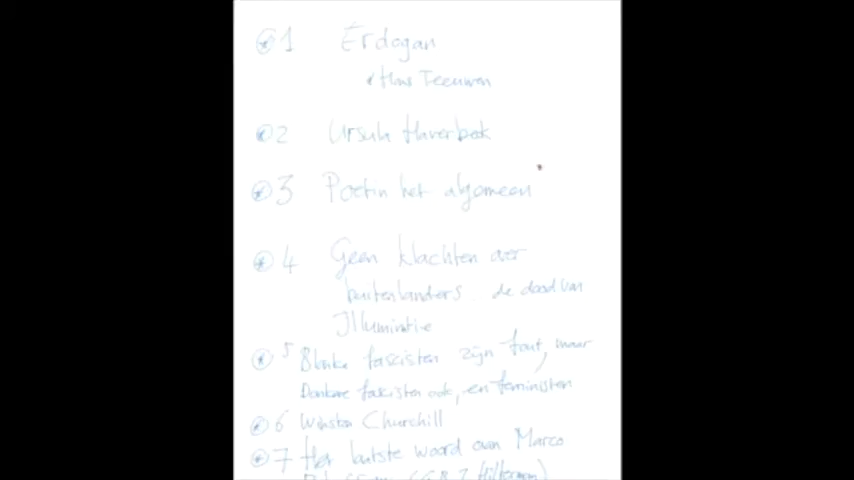 1 Erdogan
+ Hans Teeuwen
2 Ursula Haverbek
3 Poetin het algemeen
4 Geen klachten over
buitenlanders de dood van
Illuminatie
5 Blanke fascisten zijn fout, maar
Donkere fascisten ook, en feministen
6 Winston Churchill
7 Het laatste woord aan Marco
(G.B.J. Hilterman)